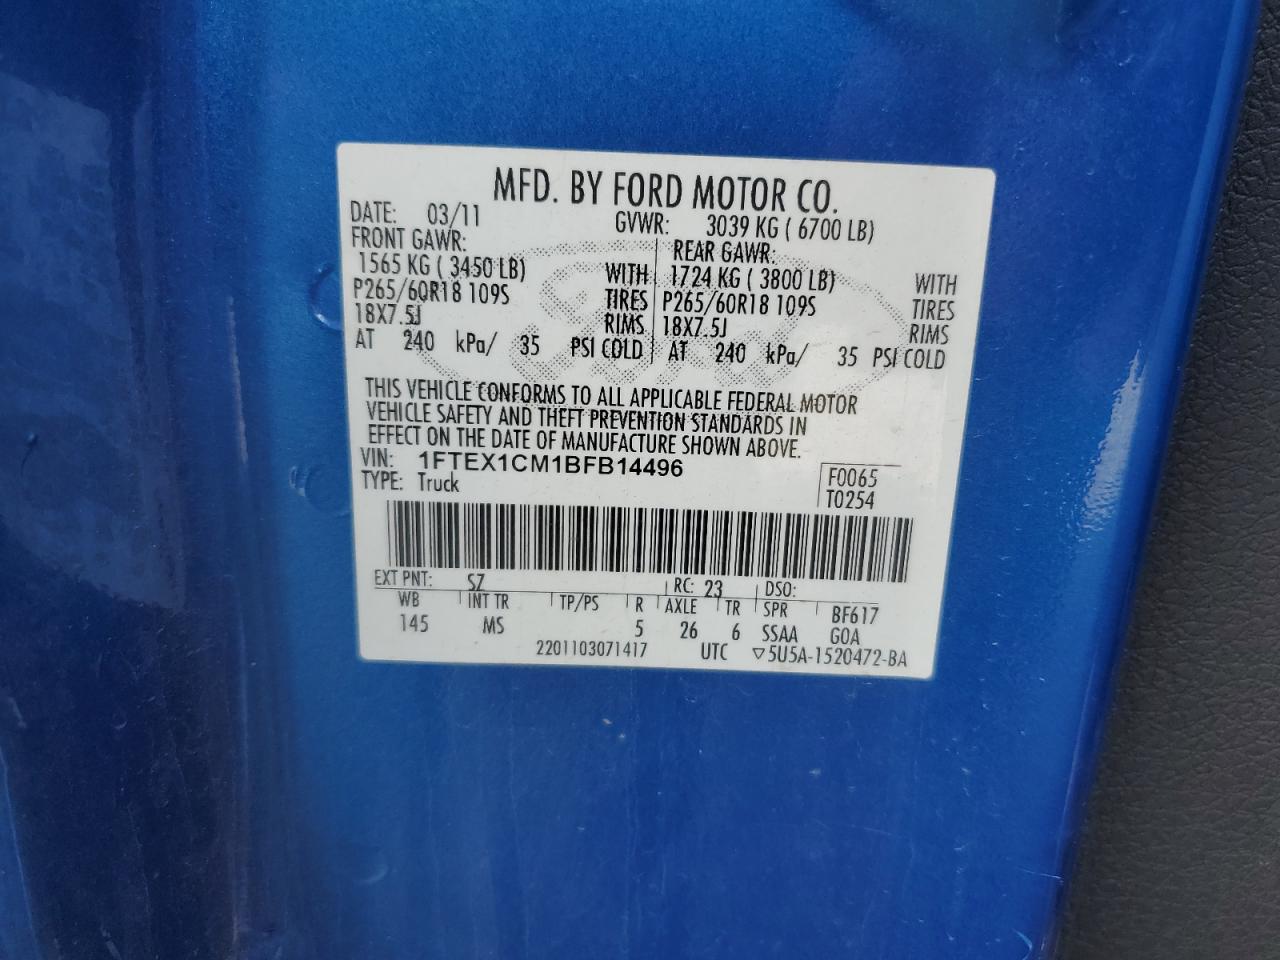 MFD. BY FORD MOTOR CO.
DATE: 03/11 GVWR: 3039 KG ( 6700 LB)
FRONT GAWR: REAR GAWR:
1565 KG ( 3450 LB) WITH 1724 KG ( 3800 LB) WITH
P265/60R18 109S TIRES P265/60R18 109S TIRES
18X7.5J RIMS 18X7.5J RIMS
AT 240 kPa/ 35 PSI COLD AT 240 kPa/ 35 PSI COLD
THIS VEHICLE CONFORMS TO ALL APPLICABLE FEDERAL MOTOR
VEHICLE SAFETY AND THEFT PREVENTION STANDARDS IN
EFFECT ON THE DATE OF MANUFACTURE SHOWN ABOVE.
VIN: 1FTEX1CM1BFB14496 F0065
TYPE: Truck T0254
EXT PNT: SZ RC: 23 DSO:
WB INT TR TP/PS R AXLE TR SPR BF617
145 MS 5 26 6 SSAA GOA
2201103071417 UTC ▽5U5A-1520472-BA